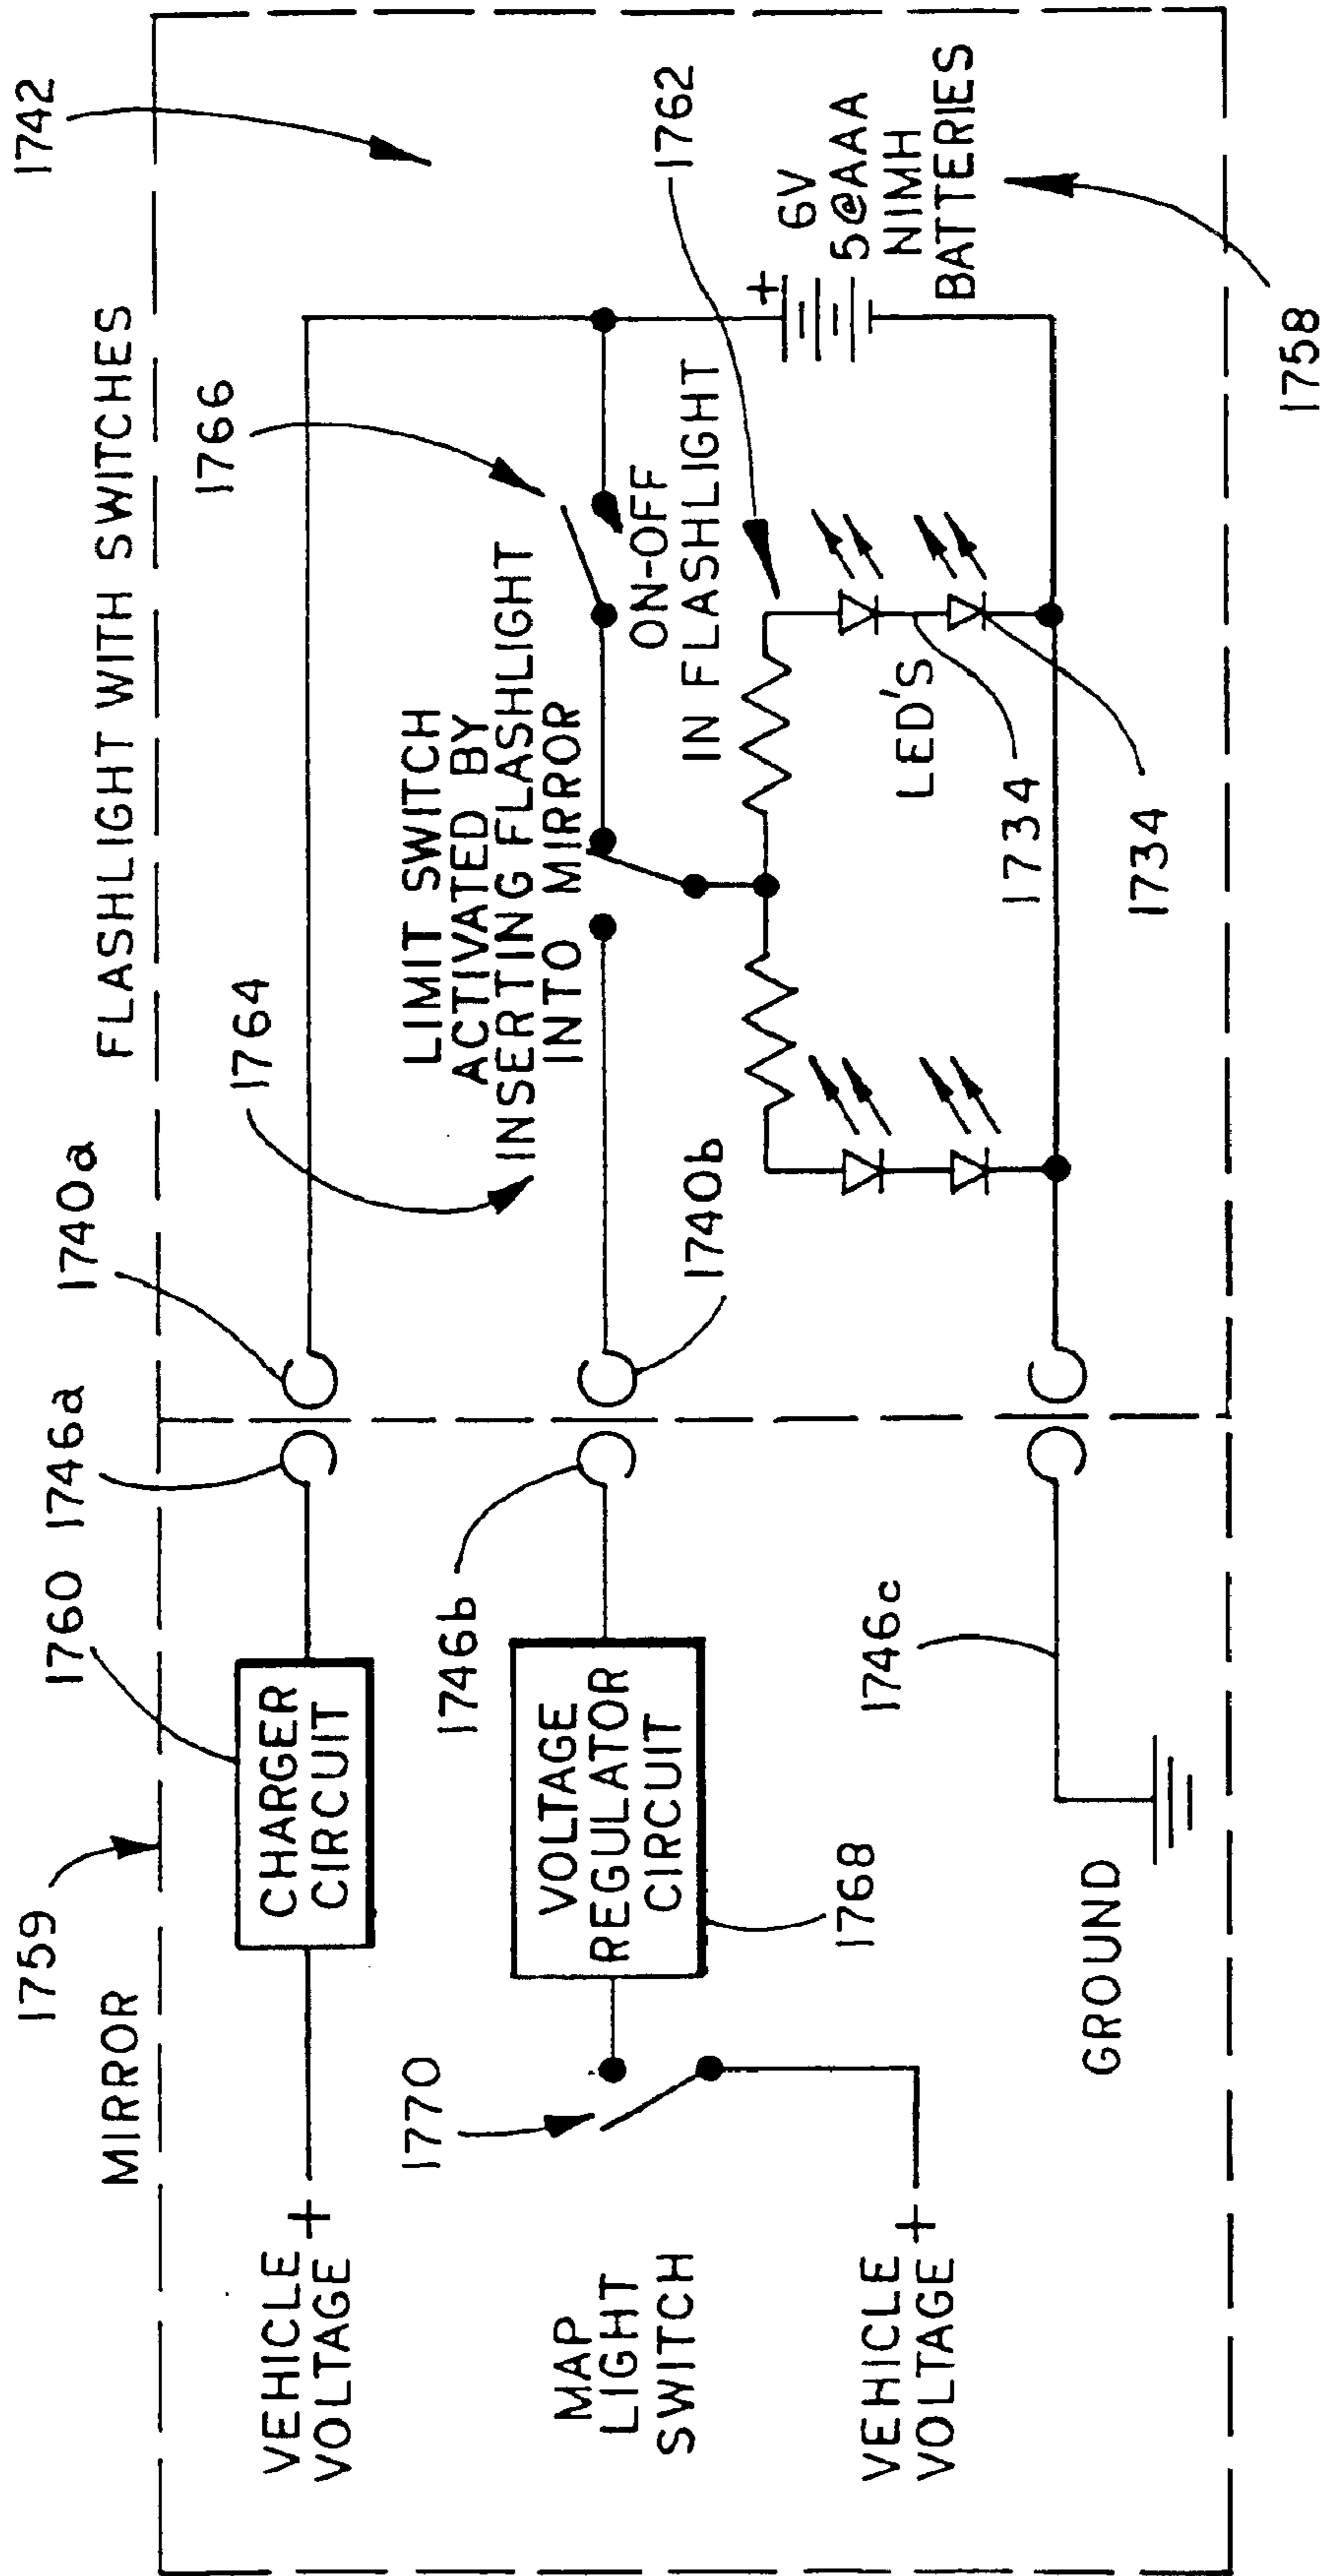 MIRROR
FLASHLIGHT WITH SWITCHES
1759
1760
1746a
1740a
1764
1766
1742
VEHICLE
VOLTAGE
+
CHARGER
CIRCUIT
LIMIT SWITCH
ACTIVATED BY
INSERTING FLASHLIGHT
INTO MIRROR
1770
1746b
MAP
LIGHT
SWITCH
VOLTAGE
REGULATOR
CIRCUIT
1740b
ON-OFF
IN FLASHLIGHT
1762
+
6V
5@AAA
NIMH
BATTERIES
1768
VEHICLE
VOLTAGE
+
1746c
LED'S
1734
1734
GROUND
1758